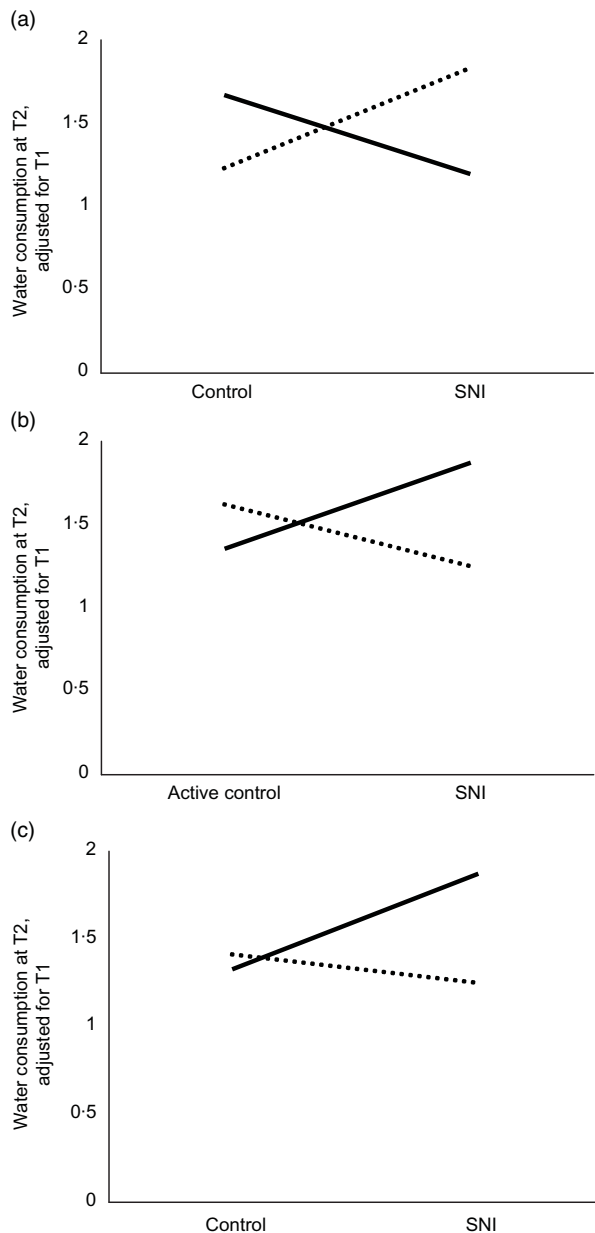 (a)
Water consumption at T2,
adjusted for T1
2
1·5
1
0·5
0
Control
SNI
(b)
Water consumption at T2,
adjusted for T1
2
1·5
1
0·5
0
Active control
SNI
(c)
Water consumption at T2,
adjusted for T1
2
1·5
1
0·5
0
Control
SNI